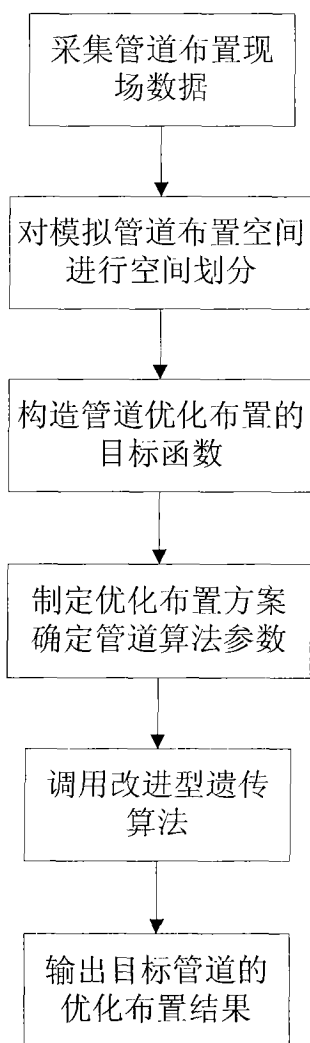 采集管道布置现
场数据
对模拟管道布置空间
进行空间划分
构造管道优化布置的
目标函数
制定优化布置方案
确定管道算法参数
调用改进型遗传
算法
输出目标管道的
优化布置结果